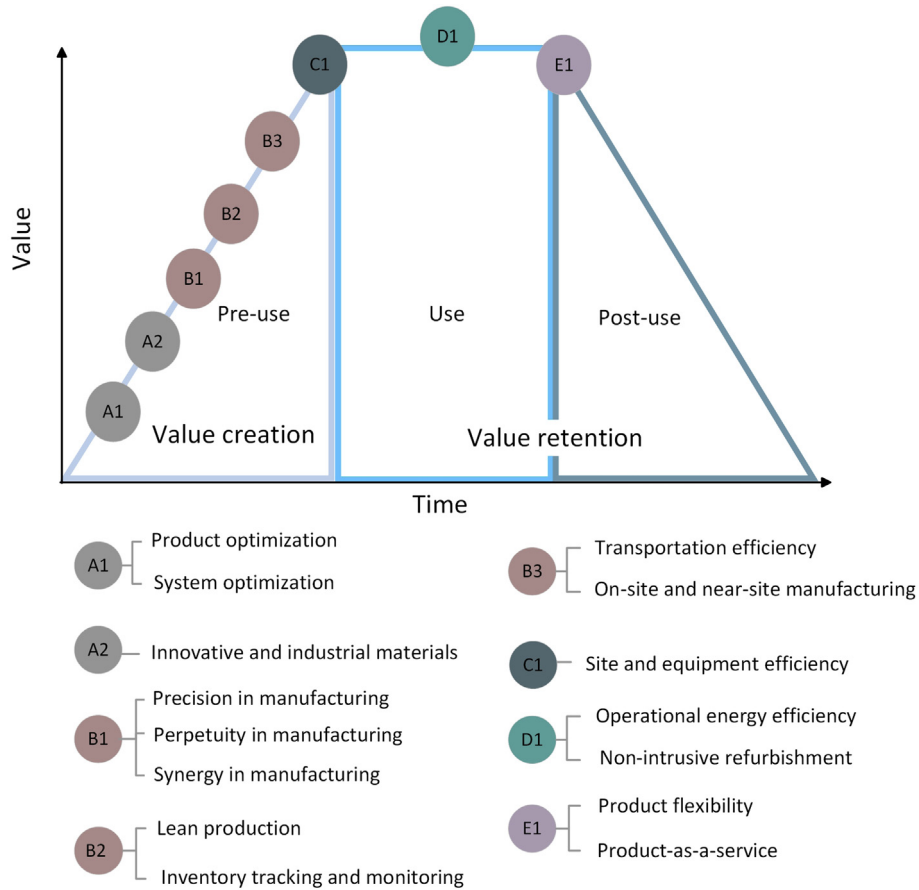 D1
C1
E1
B3
B2
Value
B1
Pre-use
Use
Post-use
A2
A1
Value creation
Value retention
Time
Product optimization
A1
System optimization
A2
Innovative and industrial materials
Precision in manufacturing
B1
Perpetuity in manufacturing
Synergy in manufacturing
Lean production
B2
Inventory tracking and monitoring
Transportation efficiency
B3
On-site and near-site manufacturing
C1
Site and equipment efficiency
Operational energy efficiency
D1
Non-intrusive refurbishment
Product flexibility
E1
Product-as-a-service